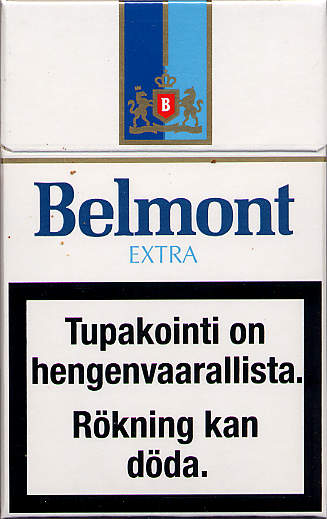 B
Belmont
EXTRA
Tupakointi on
hengenvaarallista.
Rökning kan
döda.